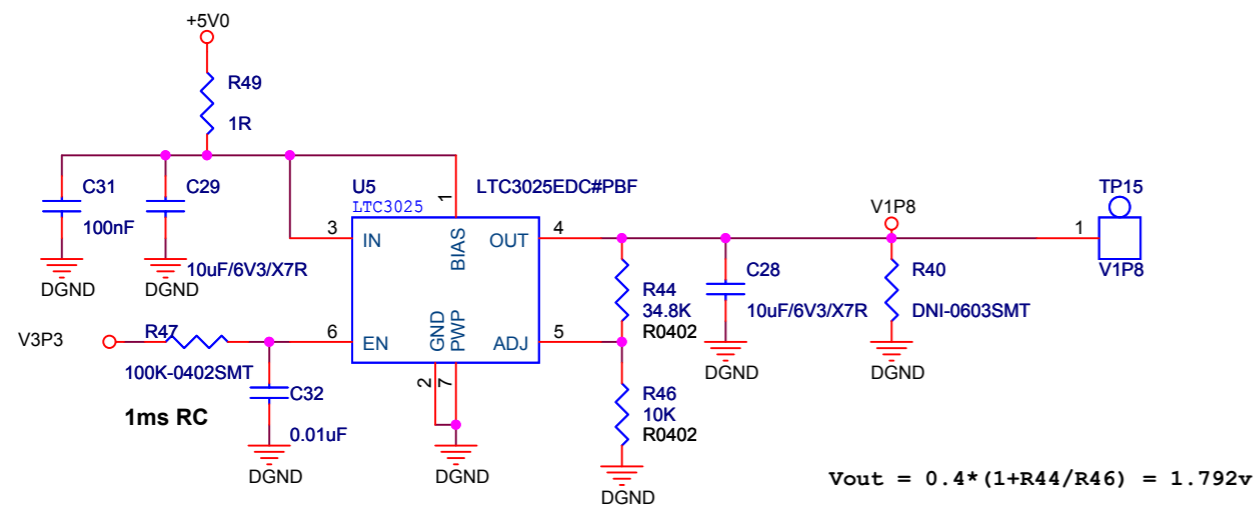 +5V0
R49
1R
C31
100nF
DGND
C29
10uF/6V3/X7R
DGND
U5
LTC3025
LTC3025EDC#PBF
1
3
IN
BIAS
OUT
4
6
EN
GND
PWP
ADJ
5
2
7
DGND
V3P3
R47
100K-0402SMT
1ms RC
C32
0.01uF
DGND
R44
34.8K
R0402
R46
10K
R0402
DGND
C28
10uF/6V3/X7R
DGND
V1P8
R40
DNI-0603SMT
DGND
TP15
1
V1P8
Vout = 0.4*(1+R44/R46) = 1.792v